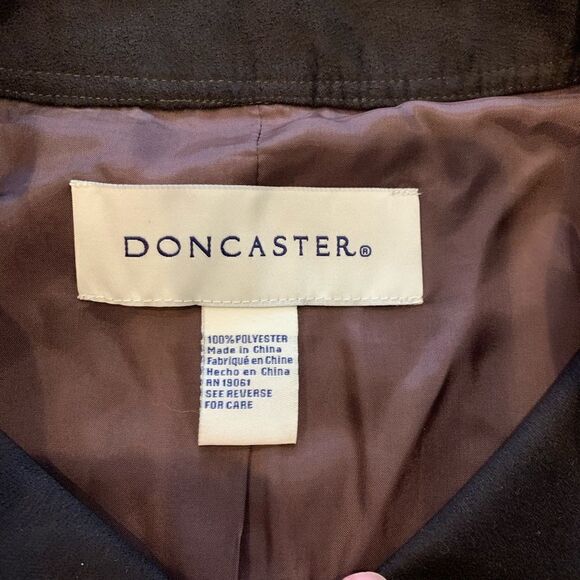 DONCASTER®
100% POLYESTER
Made in China
Fabriqué en Chine
Hecho en China
RN 19061
SEE REVERSE
FOR CARE